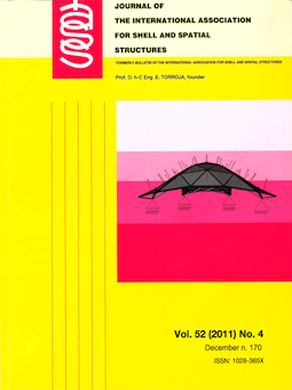 JOURNAL OF
THE INTERNATIONAL ASSOCIATION
FOR SHELL AND SPATIAL
STRUCTURES
FORMERLY BULLETIN OF THE INTERNATIONAL ASSOCIATION FOR SHELL AND SPATIAL STRUCTURES
Prof. D. h-C Eng .E. TORROJA, founder
Vol. 52 (2011) No. 4
December n. 170
ISSN: 1028-365X